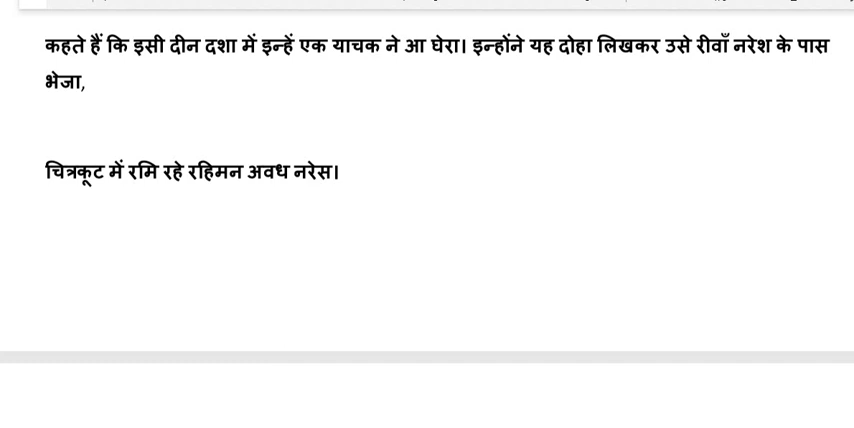 कहते हैं कि इसी दीन दशा में इन्हें एक याचक ने आ घेरा। इन्होंने यह दोहा लिखकर उसे रीवाँ नरेश के पास
भेजा,
चित्रकूट में रमि रहे रहिमन अवध नरेस।